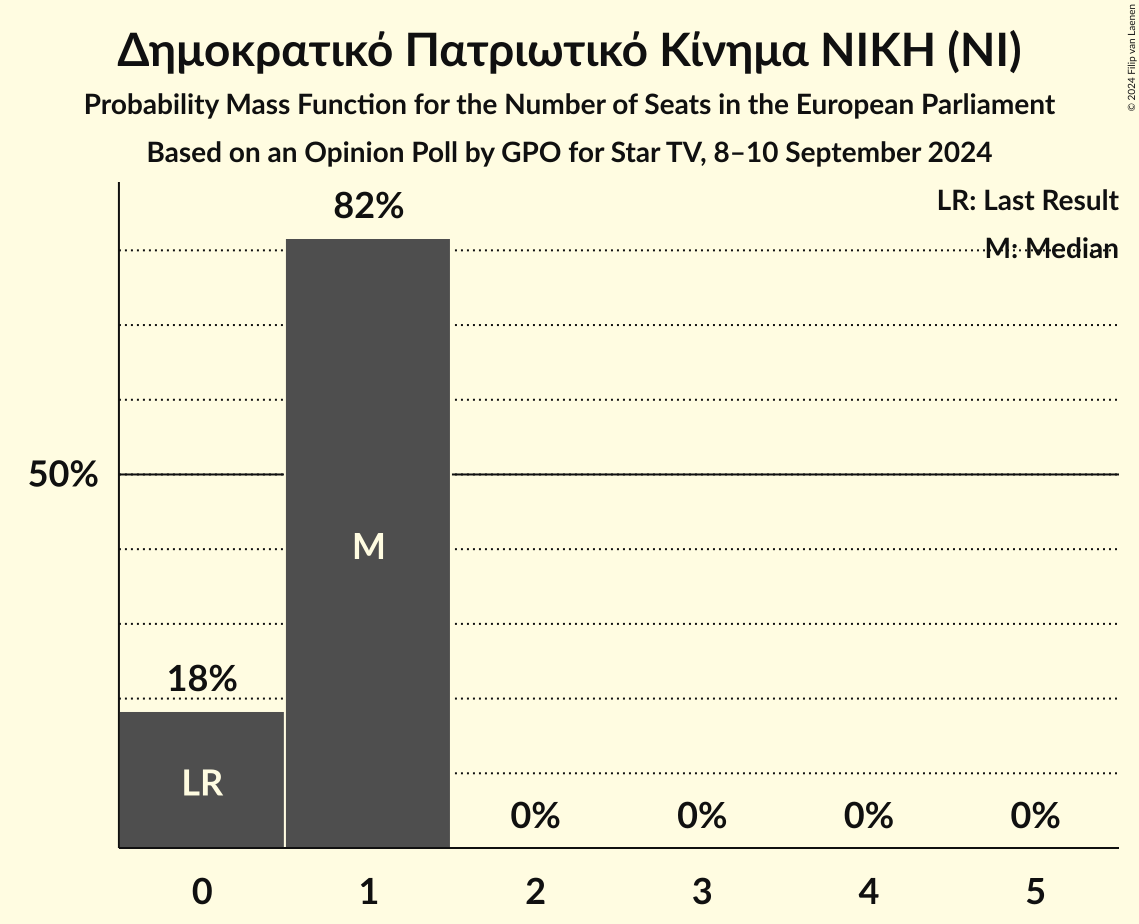 Δημοκρατικό Πατριωτικό Κίνημα ΝΙΚΗ (NI)
Probability Mass Function for the Number of Seats in the European Parliament
Based on an Opinion Poll by GPO for Star TV, 8–10 September 2024
© 2024 Filip van Laenen
LR: Last Result
M: Median
82%
50%
M
18%
LR
0% 0% 0% 0%
0 1 2 3 4 5